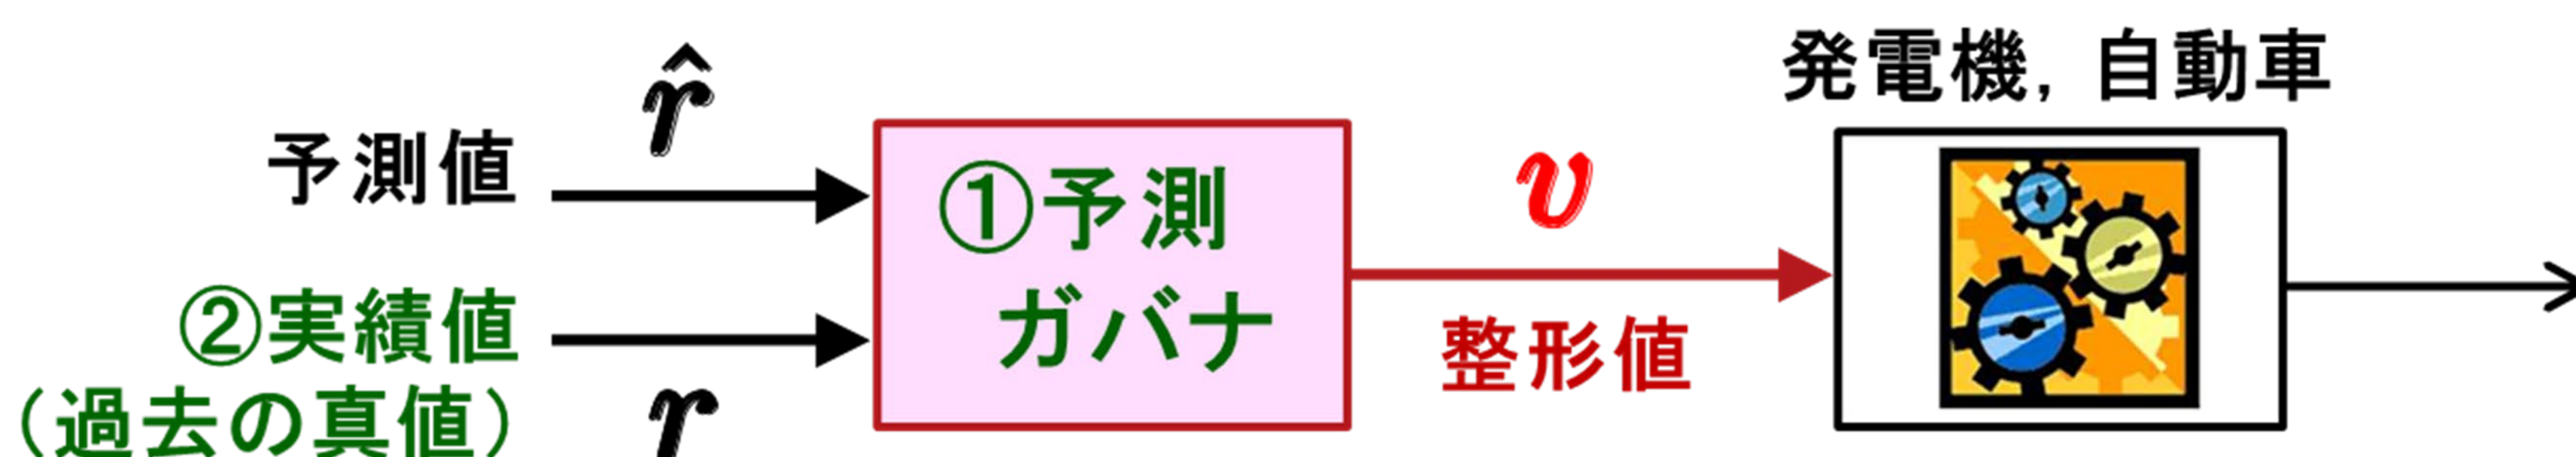 発電機, 自動車
r̂
予測値
①予測
ガバナ
v
整形値
②実績値
(過去の真値)
r